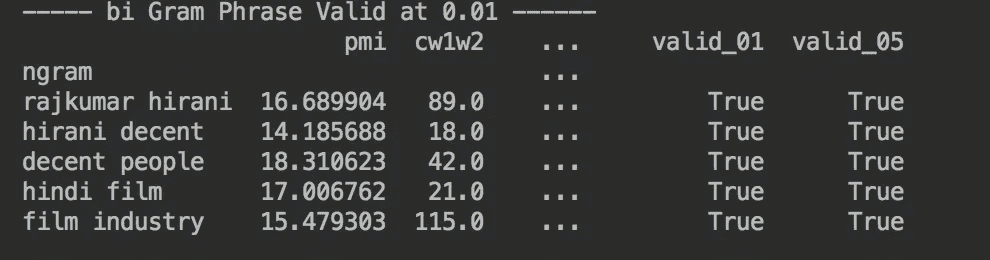 ----- bi Gram Phrase Valid at 0.01 ------
pmi cw1w2 ... valid_01 valid_05
ngram ...
rajkumar hirani 16.689904 89.0 ... True True
hirani decent 14.185688 18.0 ... True True
decent people 18.310623 42.0 ... True True
hindi film 17.006762 21.0 ... True True
film industry 15.479303 115.0 ... True True